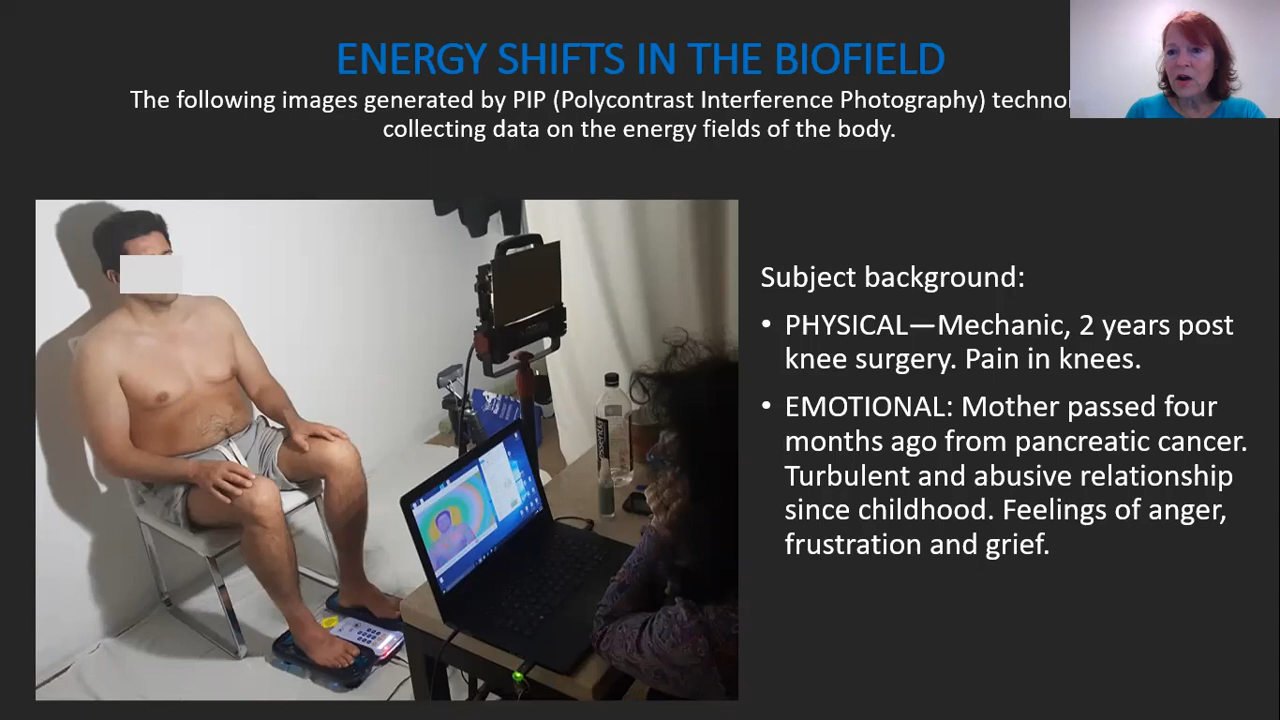 ENERGY SHIFTS IN THE BIOFIELD
The following images generated by PIP (Polycontrast Interference Photography)
collecting data on the energy fields of the body.
Subject background:
• PHYSICAL—Mechanic, 2 years post
knee surgery. Pain in knees.
• EMOTIONAL: Mother passed four
months ago from pancreatic cancer.
Turbulent and abusive relationship
since childhood. Feelings of anger,
frustration and grief.